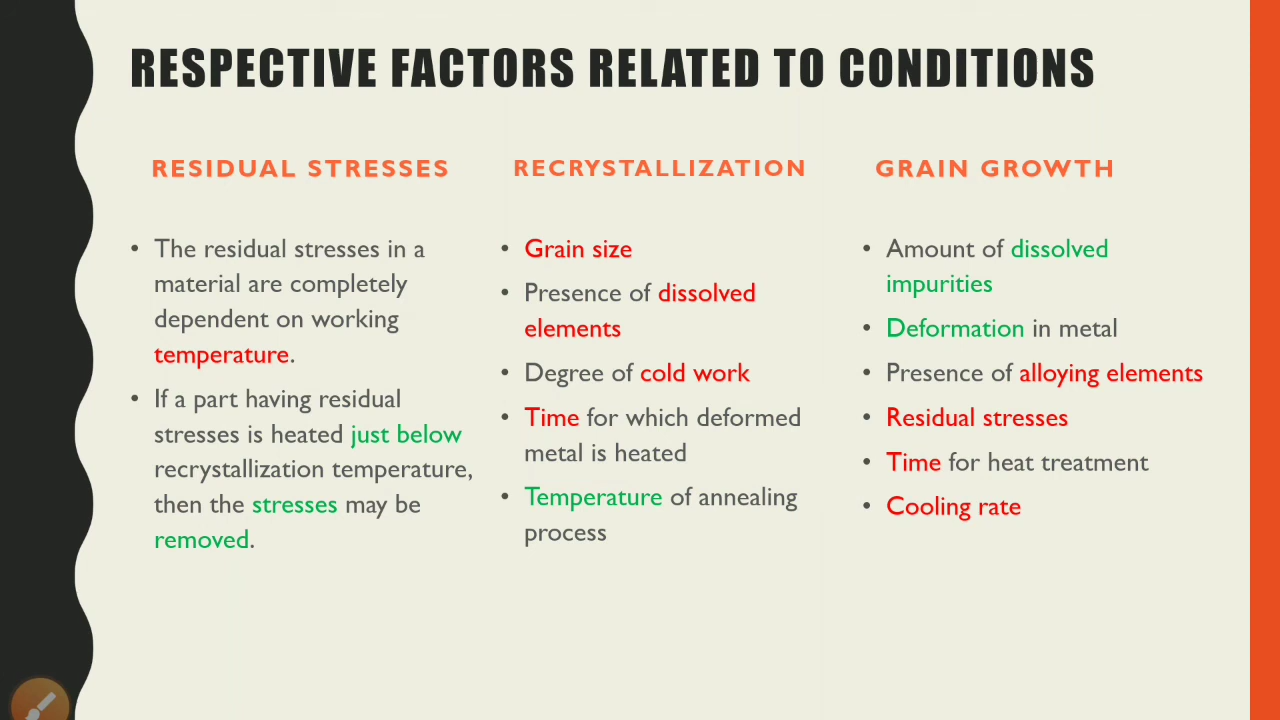 RESPECTIVE FACTORS RELATED TO CONDITIONS
RESIDUAL STRESSES
• The residual stresses in a
material are completely
dependent on working
temperature.
• If a part having residual
stresses is heated just below
recrystallization temperature,
then the stresses may be
removed.
RECRYSTALLIZATION
• Grain size
• Presence of dissolved
elements
• Degree of cold work
• Time for which deformed
metal is heated
• Temperature of annealing
process
GRAIN GROWTH
• Amount of dissolved
impurities
• Deformation in metal
• Presence of alloying elements
• Residual stresses
• Time for heat treatment
• Cooling rate